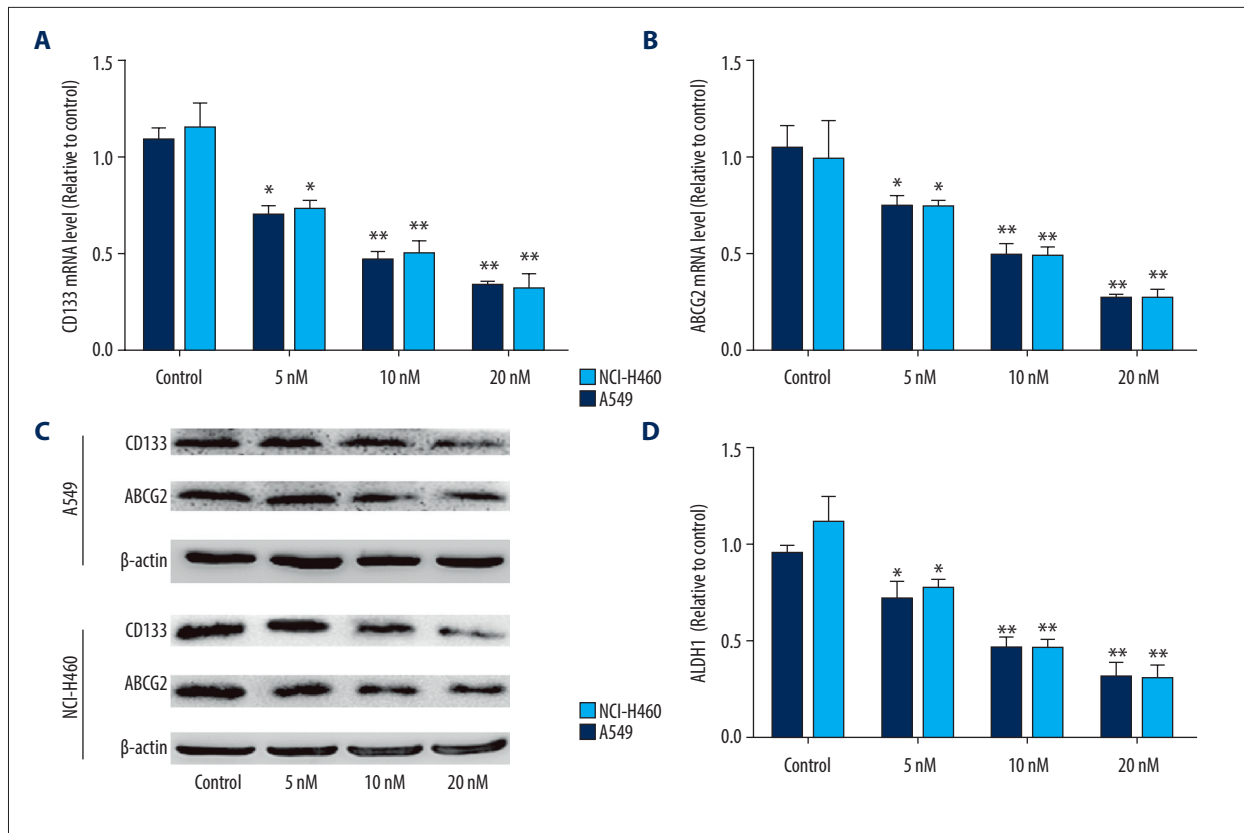 A
CD133 mRNA level (Relative to control)
1.5
1.0
0.5
0.0
* *
** **
** **
Control 5 nM 10 nM 20 nM
B
ABCG2 mRNA level (Relative to control)
1.5
1.0
0.5
0.0
* *
** **
** **
Control 5 nM 10 nM 20 nM
NCI-H460
A549
C
A549
CD133
ABCG2
β-actin
NCI-H460
CD133
ABCG2
β-actin
Control 5 nM 10 nM 20 nM
NCI-H460
A549
D
ALDH1 (Relative to control)
1.5
1.0
0.5
0.0
* *
** **
** **
Control 5 nM 10 nM 20 nM